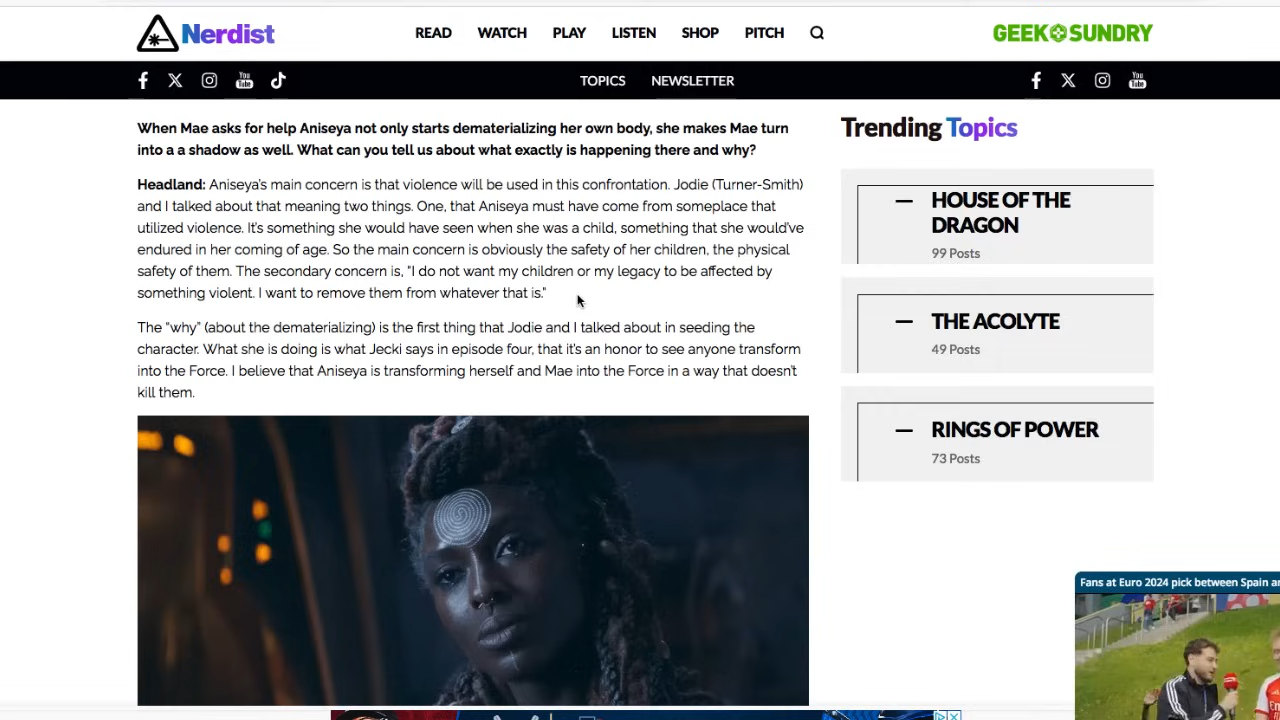 Nerdist
READ WATCH PLAY LISTEN SHOP PITCH
GEEK SUNDRY
You Tube
TOPICS NEWSLETTER
You Tube
When Mae asks for help Aniseya not only starts dematerializing her own body, she makes Mae turn
into a a shadow as well. What can you tell us about what exactly is happening there and why?
Headland: Aniseya's main concern is that violence will be used in this confrontation. Jodie (Turner-Smith)
and I talked about that meaning two things. One, that Aniseya must have come from someplace that
utilized violence. It's something she would have seen when she was a child, something that she would've
endured in her coming of age. So the main concern is obviously the safety of her children, the physical
safety of them. The secondary concern is, "I do not want my children or my legacy to be affected by
something violent. I want to remove them from whatever that is."
The "why" (about the dematerializing) is the first thing that Jodie and I talked about in seeding the
character. What she is doing is what Jecki says in episode four, that it's an honor to see anyone transform
into the Force. I believe that Aniseya is transforming herself and Mae into the Force in a way that doesn't
kill them.
Trending Topics
HOUSE OF THE
DRAGON
99 Posts
THE ACOLYTE
49 Posts
RINGS OF POWER
73 Posts
Fans at Euro 2024 pick between Spain